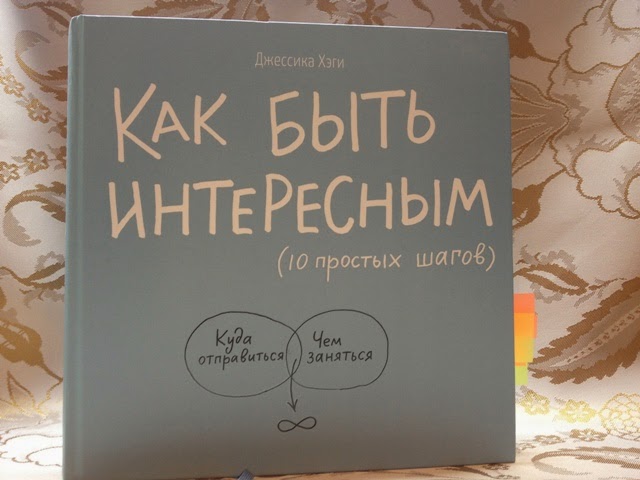 Джессика Хэги
Как быть
интересным
(10 простых шагов)
Куда
отправиться
Чем
заняться
∞